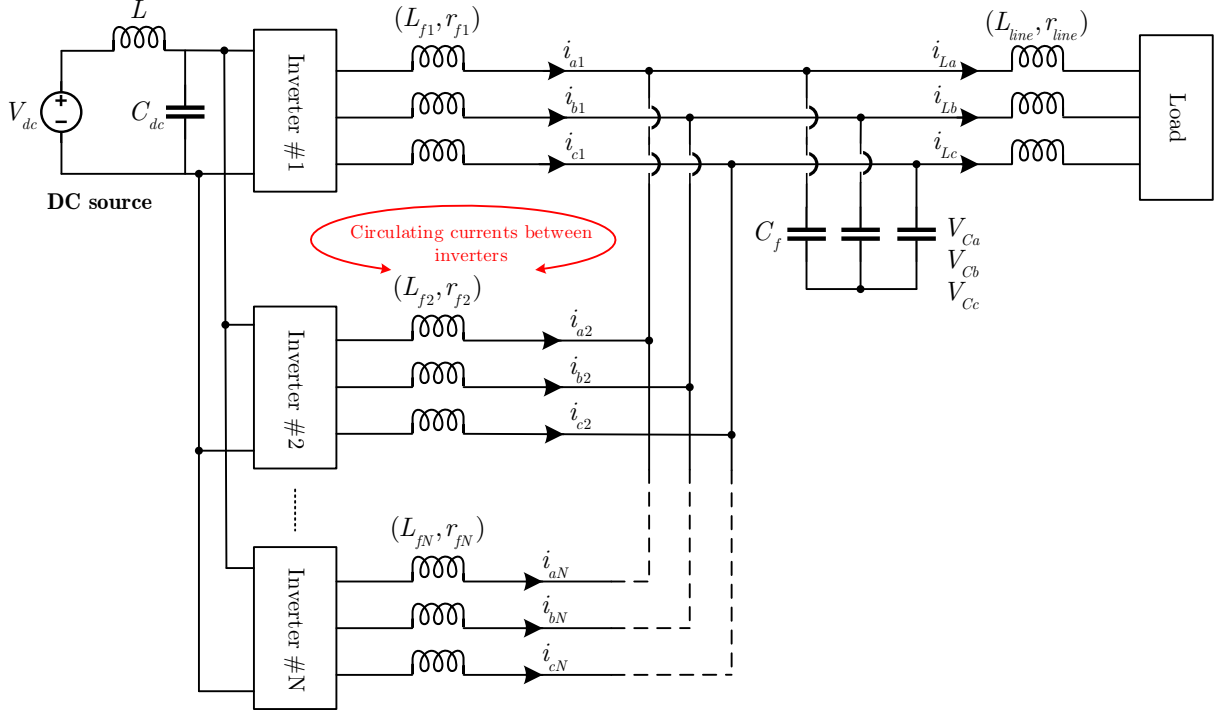 L
V_dc
C_dc
DC source
Inverter #1
(L_f1, r_f1)
i_a1
i_b1
i_c1
i_La
i_Lb
i_Lc
(L_line, r_line)
Load
C_f
V_Ca
V_Cb
V_Cc
Circulating currents between
inverters
Inverter #2
(L_f2, r_f2)
i_a2
i_b2
i_c2
Inverter #N
(L_fN, r_fN)
i_aN
i_bN
i_cN